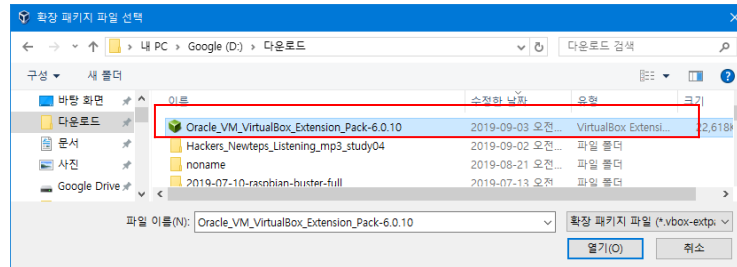 확장 패키지 파일 선택
내 PC > Google (D:) > 다운로드
다운로드 검색
구성
새 폴더
이름 수정한 날짜 유형 크기
바탕 화면
다운로드
문서
사진
Google Drive
Oracle_VM_VirtualBox_Extension_Pack-6.0.10 2019-09-03 오전... VirtualBox Extensi... 22,618
Hackers_Newteps_Listening_mp3_study04 2019-09-02 오전... 파일 폴더
noname 2019-08-21 오전... 파일 폴더
2019-07-10-raspbian-buster-full 2019-07-13 오전... 파일 폴더
파일 이름(N): Oracle_VM_VirtualBox_Extension_Pack-6.0.10 확장 패키지 파일 (*.vbox-extp
열기(O) 취소